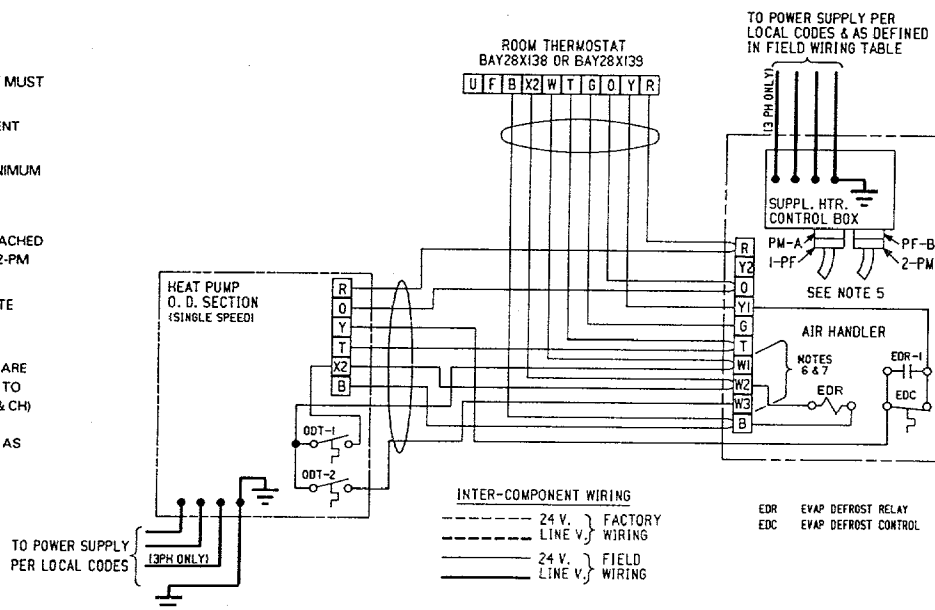 MUST
ENT
NIMUM
ACHED
2-PM
TE
ARE
TO
& CH)
AS
ROOM THERMOSTAT
BAY28X138 OR BAY28X139
U F B X2 W T G O Y R
TO POWER SUPPLY PER
LOCAL CODES & AS DEFINED
IN FIELD WIRING TABLE
(3 PH ONLY)
SUPPL. HTR.
CONTROL BOX
PM-A
1-PF
PF-B
2-PM
SEE NOTE 5
HEAT PUMP
O. D. SECTION
(SINGLE SPEED)
R
O
Y
T
X2
B
ODT-1
ODT-2
R
Y2
O
Y1
G
T
W1
W2
W3
B
AIR HANDLER
NOTES
6 & 7
EDR
EDR-1
EDC
TO POWER SUPPLY
PER LOCAL CODES
(3PH ONLY)
INTER-COMPONENT WIRING
24 V. FACTORY
LINE V. WIRING
24 V. FIELD
LINE V. WIRING
EDR EVAP DEFROST RELAY
EDC EVAP DEFROST CONTROL